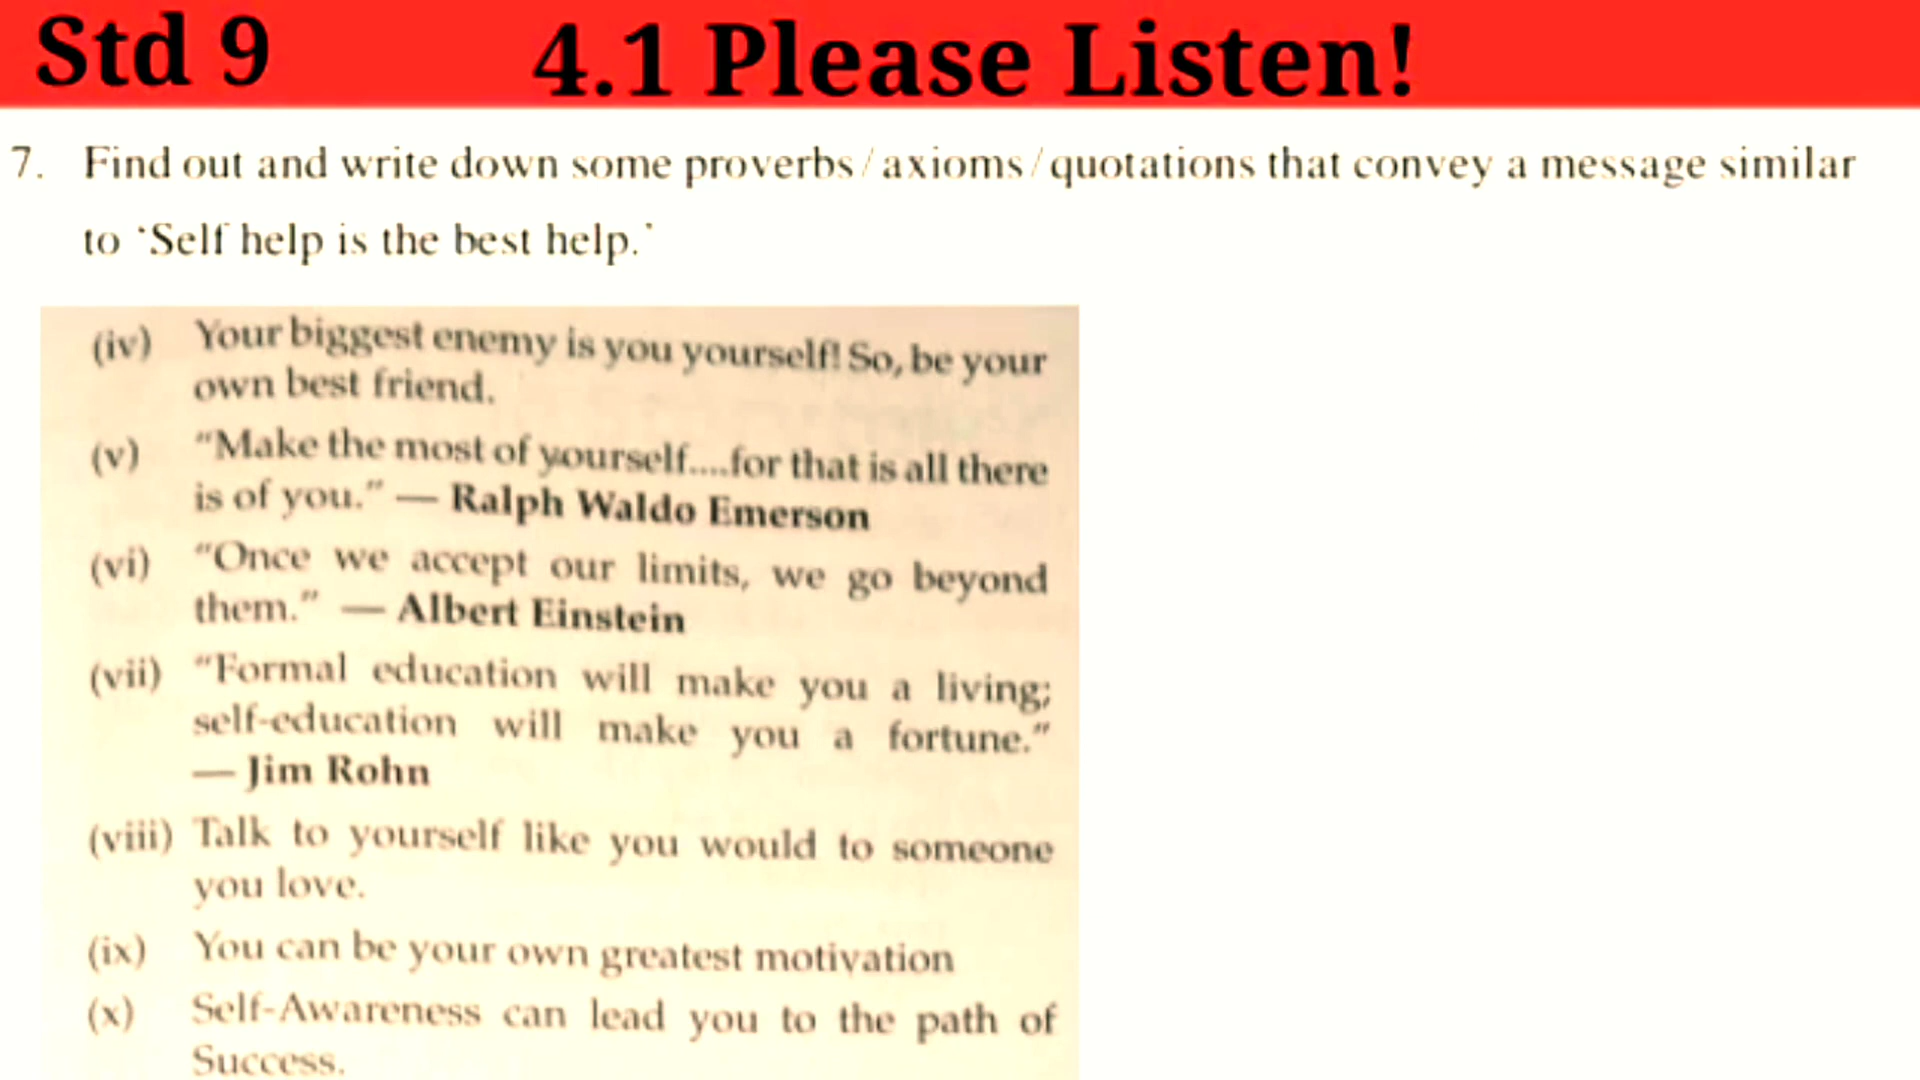 Std 9 4.1 Please Listen!
7. Find out and write down some proverbs/axioms/quotations that convey a message similar
to 'Self help is the best help.'
(iv) Your biggest enemy is you yourself! So, be your
own best friend.
(v) "Make the most of yourself....for that is all there
is of you." — Ralph Waldo Emerson
(vi) "Once we accept our limits, we go beyond
them." — Albert Einstein
(vii) "Formal education will make you a living;
self-education will make you a fortune."
— Jim Rohn
(viii) Talk to yourself like you would to someone
you love.
(ix) You can be your own greatest motivation
(x) Self-Awareness can lead you to the path of
Success.